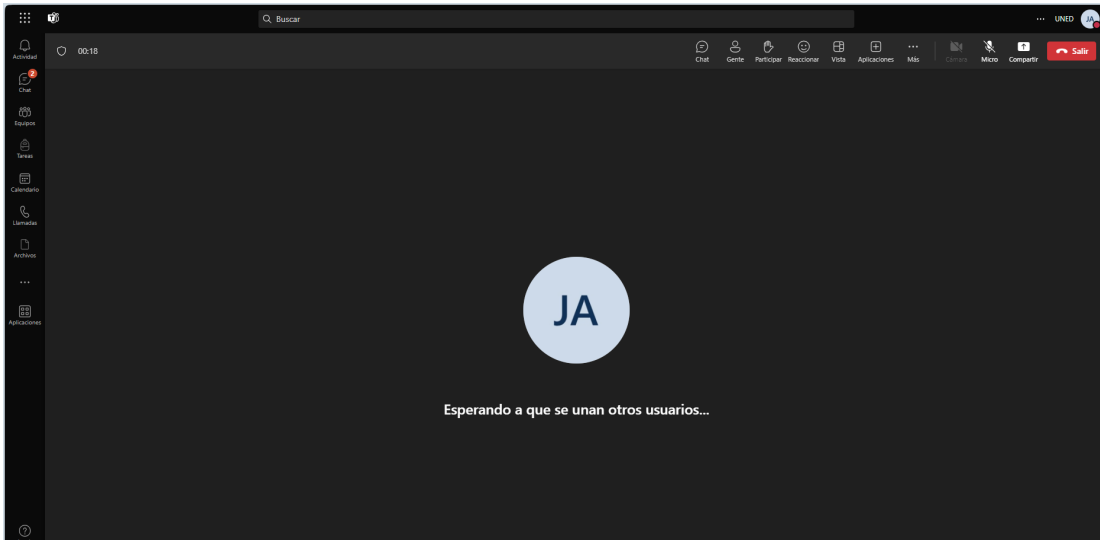 Buscar
... UNED JA
00:18
Chat Gente Participar Reaccionar Vista Aplicaciones Más Cámara Micro Compartir Salir
Actividad
2
Chat
Equipos
Tareas
Calendario
Llamadas
Archivos
...
Aplicaciones
JA
Esperando a que se unan otros usuarios...